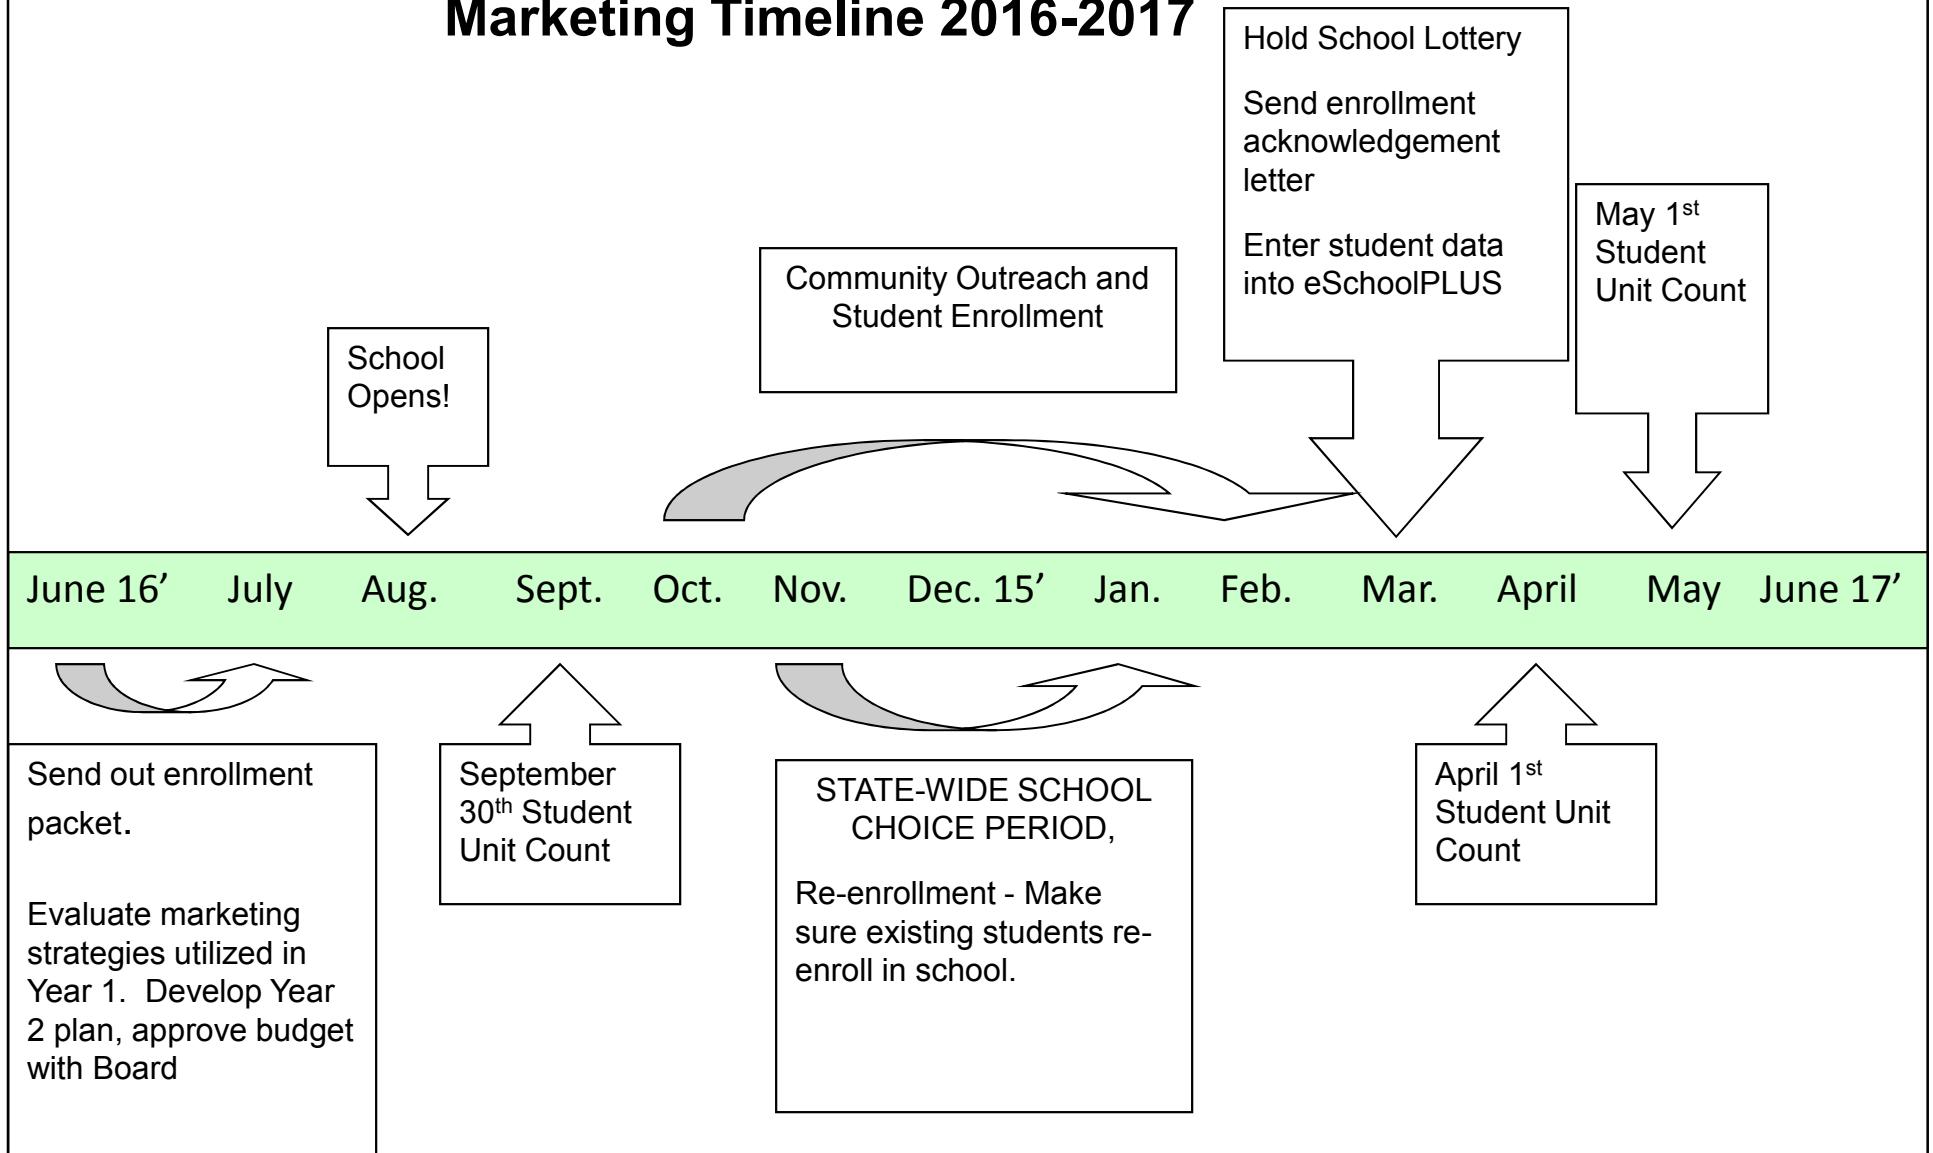 Marketing Timeline 2016-2017
Hold School Lottery
Send enrollment
acknowledgement
letter
Enter student data
into eSchoolPLUS
May 1st
Student
Unit Count
Community Outreach and
Student Enrollment
School
Opens!
June 16’ July Aug. Sept. Oct. Nov. Dec. 15’ Jan. Feb. Mar. April May June 17’
Send out enrollment
packet.
Evaluate marketing
strategies utilized in
Year 1. Develop Year
2 plan, approve budget
with Board
September
30th Student
Unit Count
STATE-WIDE SCHOOL
CHOICE PERIOD,
Re-enrollment - Make
sure existing students re-
enroll in school.
April 1st
Student Unit
Count